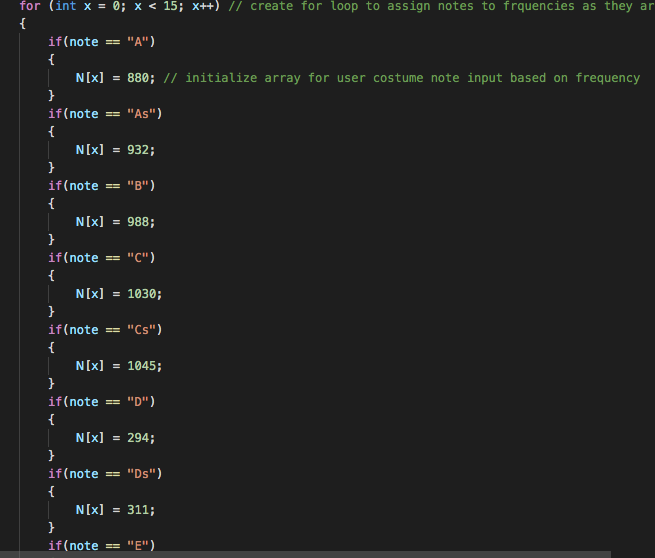 for (int x = 0; x < 15; x++) // create for loop to assign notes to frquencies as they ar
{
if(note == "A")
{
N[x] = 880; // initialize array for user costume note input based on frequency
}
if(note == "As")
{
N[x] = 932;
}
if(note == "B")
{
N[x] = 988;
}
if(note == "C")
{
N[x] = 1030;
}
if(note == "Cs")
{
N[x] = 1045;
}
if(note == "D")
{
N[x] = 294;
}
if(note == "Ds")
{
N[x] = 311;
}
if(note == "E")